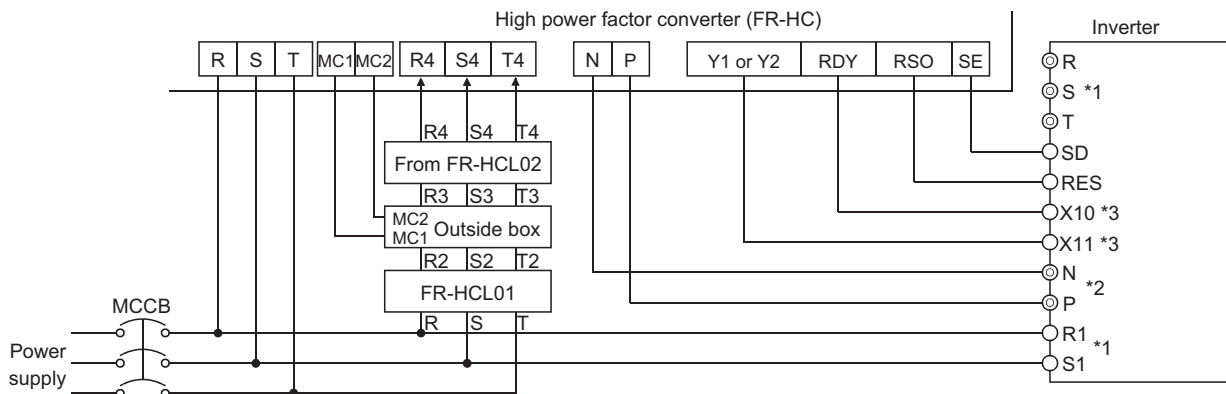 High power factor converter (FR-HC)
Inverter
R S T MC1 MC2 R4 S4 T4 N P Y1 or Y2 RDY RSO SE
R
S *1
T
R4 S4 T4
From FR-HCL02
SD
R3 S3 T3
RES
MC2
MC1 Outside box
X10 *3
X11 *3
R2 S2 T2
FR-HCL01
N
*2
P
MCCB
R S T
R1
*1
S1
Power
supply